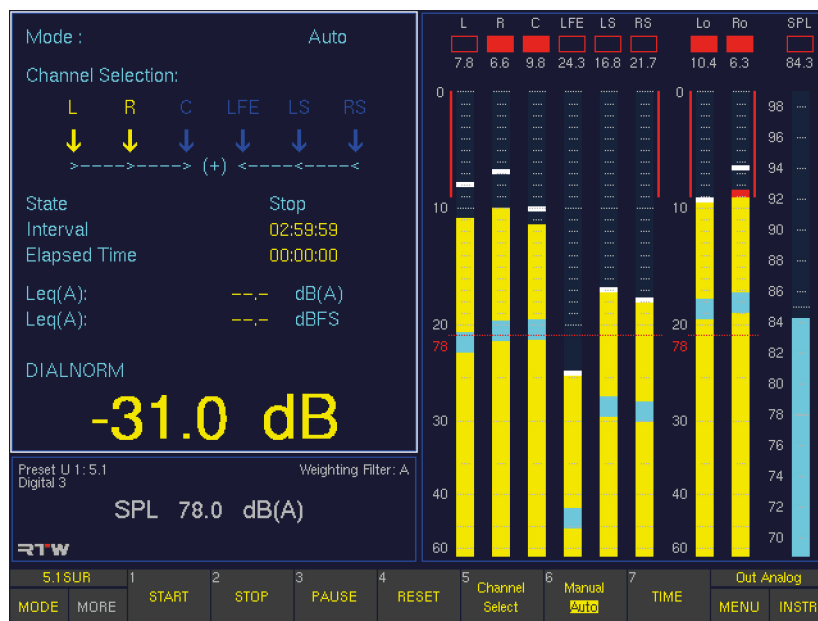 Mode : Auto
Channel Selection:
L R C LFE LS RS
>---->----> (+) <----<----<
State Stop
Interval 02:59:59
Elapsed Time 00:00:00
Leq(A): --.- dB(A)
Leq(A): --.- dBFS
DIALNORM
-31.0 dB
Preset U 1: 5.1 Weighting Filter: A
Digital 3
SPL 78.0 dB(A)
RTW
L R C LFE LS RS Lo Ro SPL
7.8 6.6 9.8 24.3 16.8 21.7 10.4 6.3 84.3
0 0
98
96
94
92
10 10
90
88
86
20 20 84
78 78
82
80
30 30 78
76
74
40 40
72
70
60 60
5.1SUR 1 2 3 4 5 6 7 Out Analog
START STOP PAUSE RESET Channel Select Manual Auto TIME
MODE MORE MENU INSTR